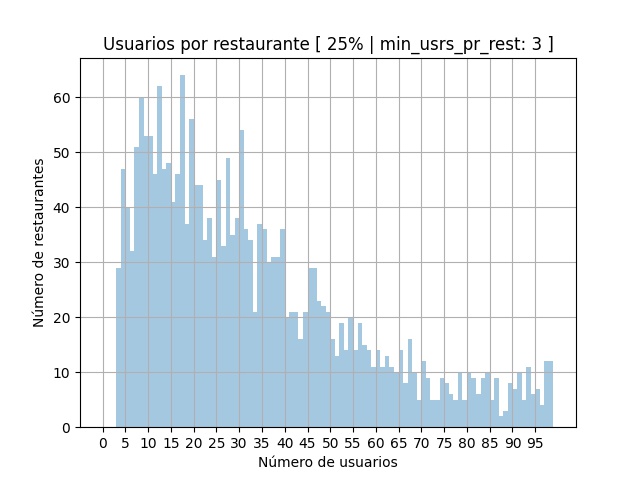 Usuarios por restaurante [ 25% | min_usrs_pr_rest: 3 ]
Número de restaurantes
60
50
40
30
20
10
0
0 5 10 15 20 25 30 35 40 45 50 55 60 65 70 75 80 85 90 95
Número de usuarios